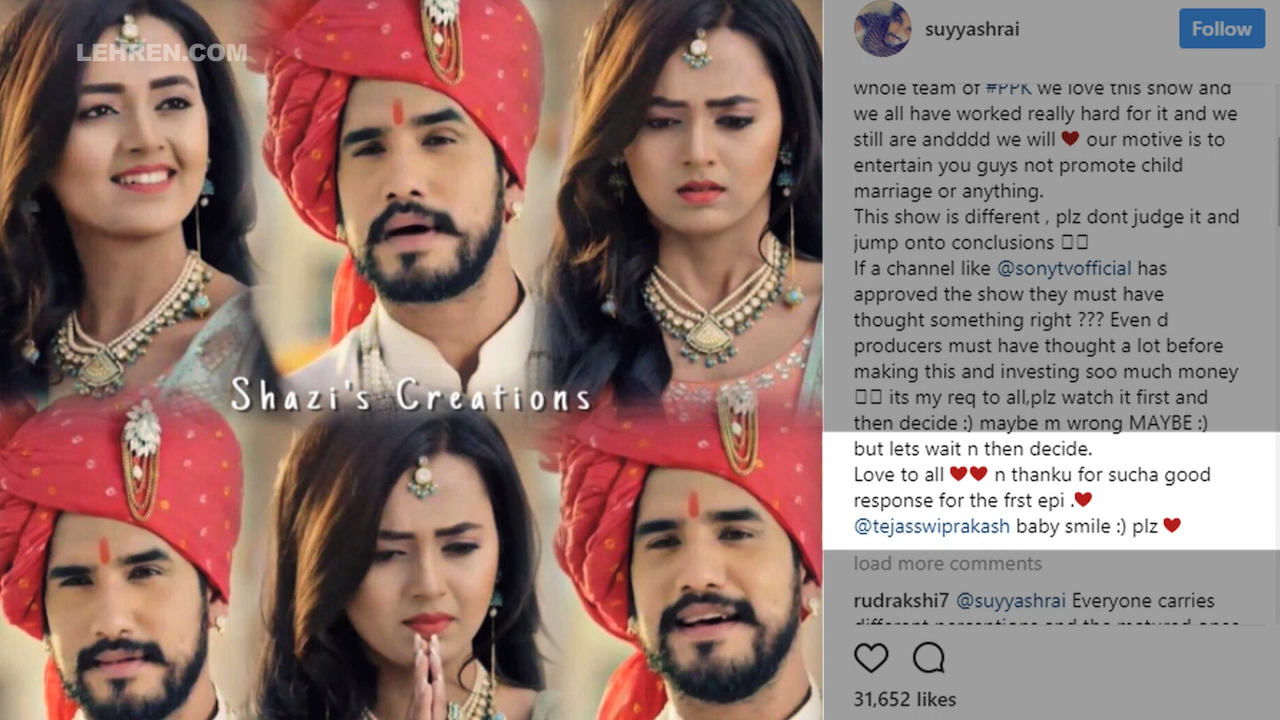 LEHREN.COM
Shazi's Creations
suyyashrai
Follow
whole team of #PPK we love this show and
we all have worked really hard for it and we
still are andddd we will ❤ our motive is to
entertain you guys not promote child
marriage or anything.
This show is different , plz dont judge it and
jump onto conclusions □□
If a channel like @sonytvofficial has
approved the show they must have
thought something right ??? Even d
producers must have thought a lot before
making this and investing soo much money
□□ its my req to all,plz watch it first and
then decide :) maybe m wrong MAYBE :)
but lets wait n then decide.
Love to all ❤❤ n thanku for sucha good
response for the frst epi .❤
@tejasswiprakash baby smile :) plz ❤
load more comments
rudrakshi7 @suyyashrai Everyone carries
different perceptions and the matured ones
31,652 likes